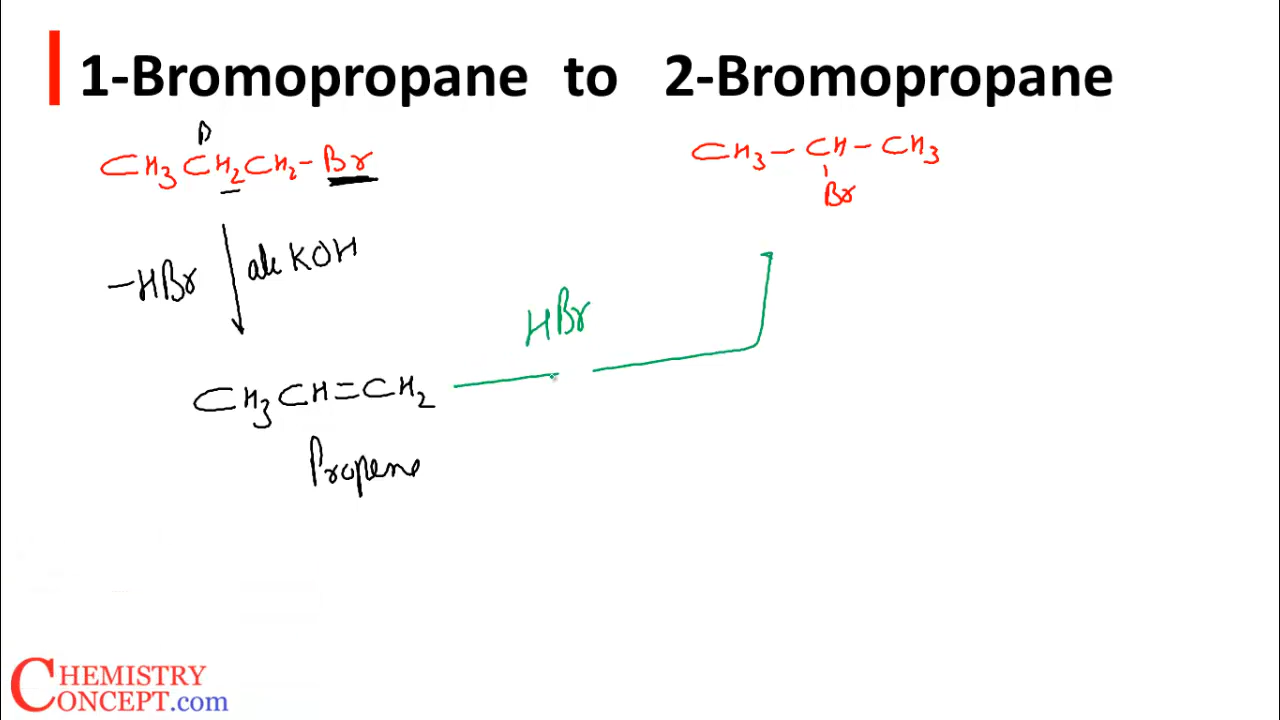 1-Bromopropane to 2-Bromopropane
β
CH₃CH₂CH₂-Br
CH₃-CH-CH₃
Br
-HBr
alc KOH
HBr
CH₃CH=CH₂
Propene
CHEMISTRY
CONCEPT.com